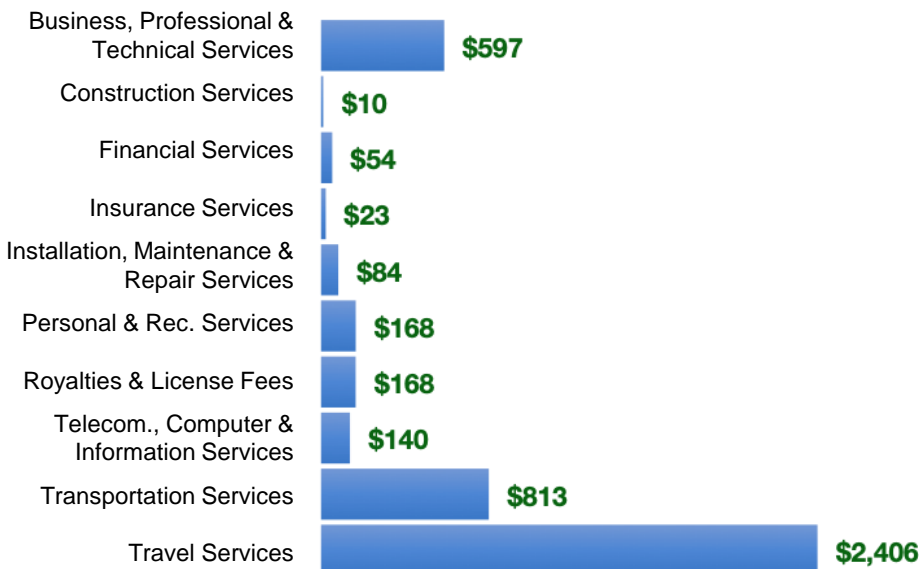 Business, Professional &
Technical Services
$597
Construction Services
$10
Financial Services
$54
Insurance Services
$23
Installation, Maintenance &
Repair Services
$84
Personal & Rec. Services
$168
Royalties & License Fees
$168
Telecom., Computer &
Information Services
$140
Transportation Services
$813
Travel Services
$2,406